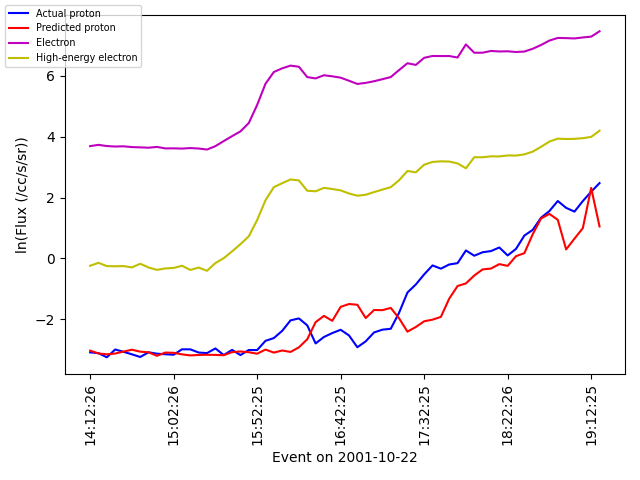 Actual proton
Predicted proton
Electron
High-energy electron
6
4
2
0
−2
ln(Flux (/cc/s/sr))
14:12:26
15:02:26
15:52:25
16:42:25
17:32:25
18:22:26
19:12:25
Event on 2001-10-22